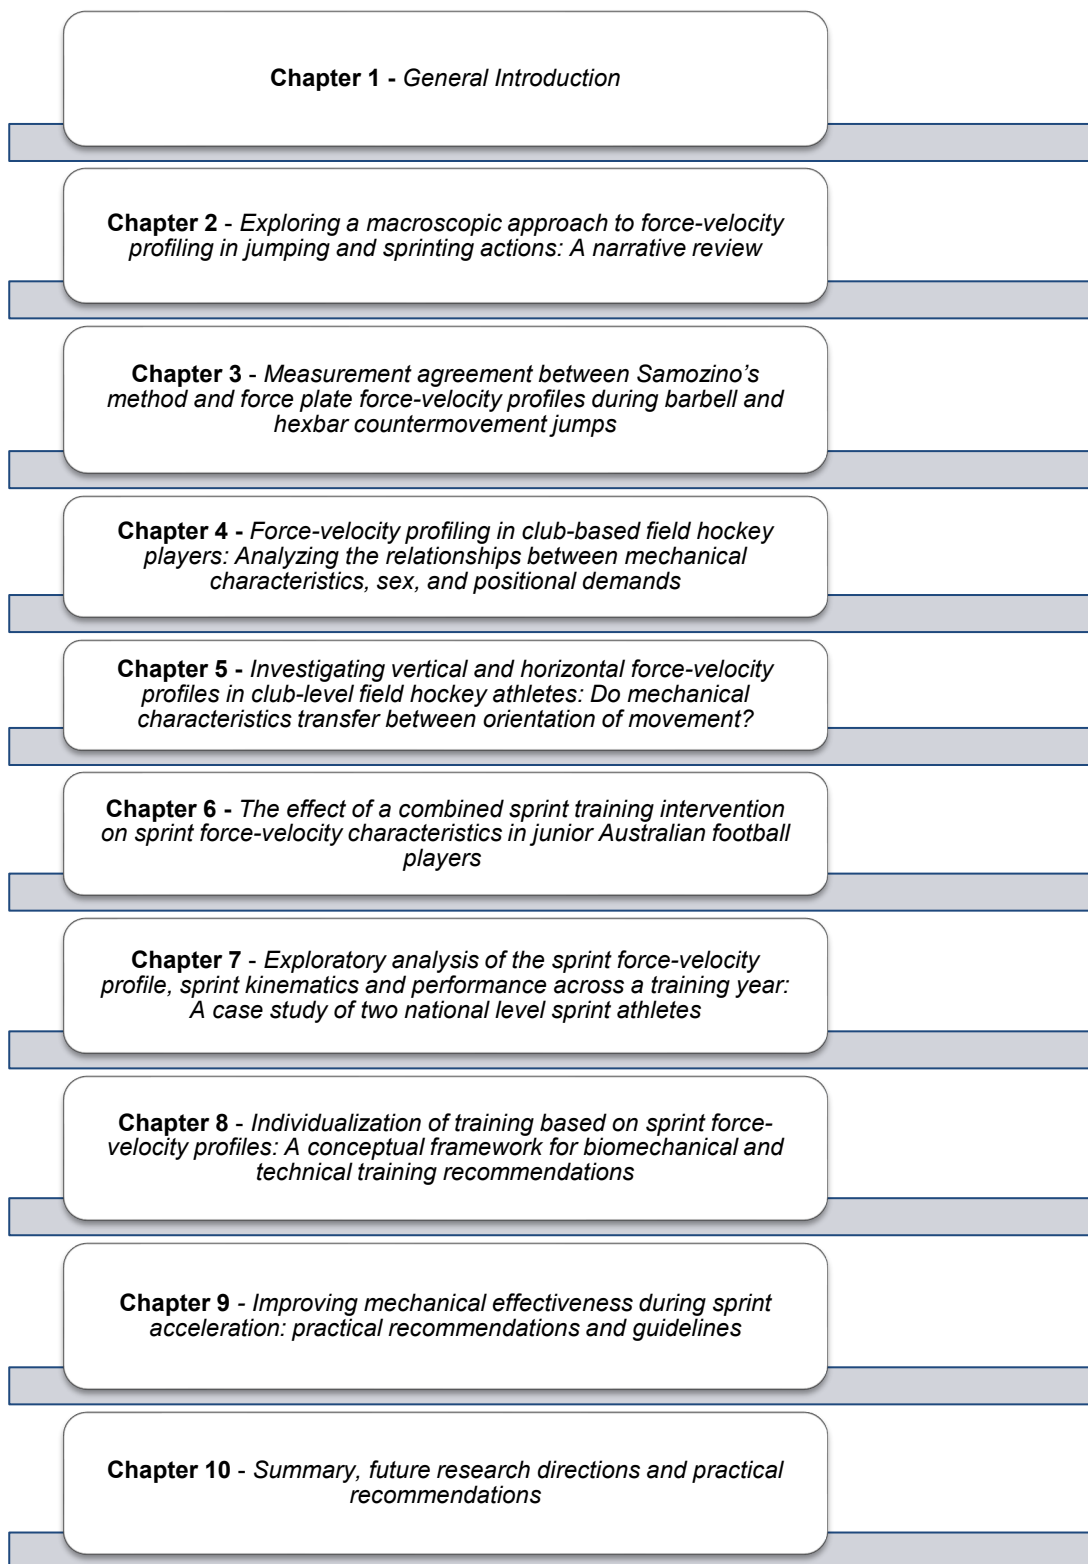 Chapter 1 - General Introduction
Chapter 2 - Exploring a macroscopic approach to force-velocity
profiling in jumping and sprinting actions: A narrative review
Chapter 3 - Measurement agreement between Samozino's
method and force plate force-velocity profiles during barbell and
hexbar countermovement jumps
Chapter 4 - Force-velocity profiling in club-based field hockey
players: Analyzing the relationships between mechanical
characteristics, sex, and positional demands
Chapter 5 - Investigating vertical and horizontal force-velocity
profiles in club-level field hockey athletes: Do mechanical
characteristics transfer between orientation of movement?
Chapter 6 - The effect of a combined sprint training intervention
on sprint force-velocity characteristics in junior Australian football
players
Chapter 7 - Exploratory analysis of the sprint force-velocity
profile, sprint kinematics and performance across a training year:
A case study of two national level sprint athletes
Chapter 8 - Individualization of training based on sprint force-
velocity profiles: A conceptual framework for biomechanical and
technical training recommendations
Chapter 9 - Improving mechanical effectiveness during sprint
acceleration: practical recommendations and guidelines
Chapter 10 - Summary, future research directions and practical
recommendations